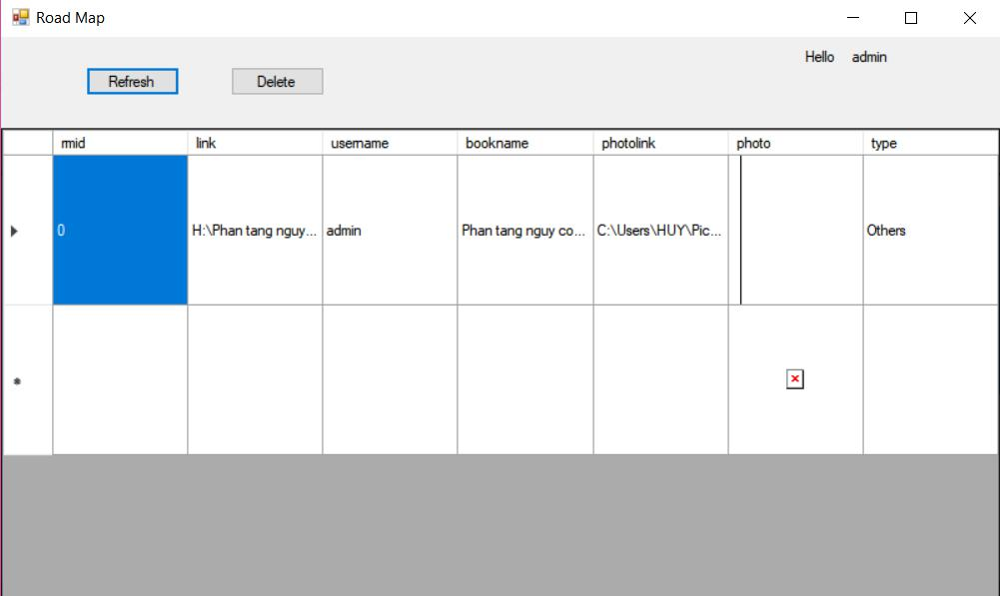 Road Map
Hello admin
Refresh Delete
rmid link username bookname photolink photo type
0 H:\Phan tang nguy... admin Phan tang nguy co... C:\Users\HUY\Pic... Others